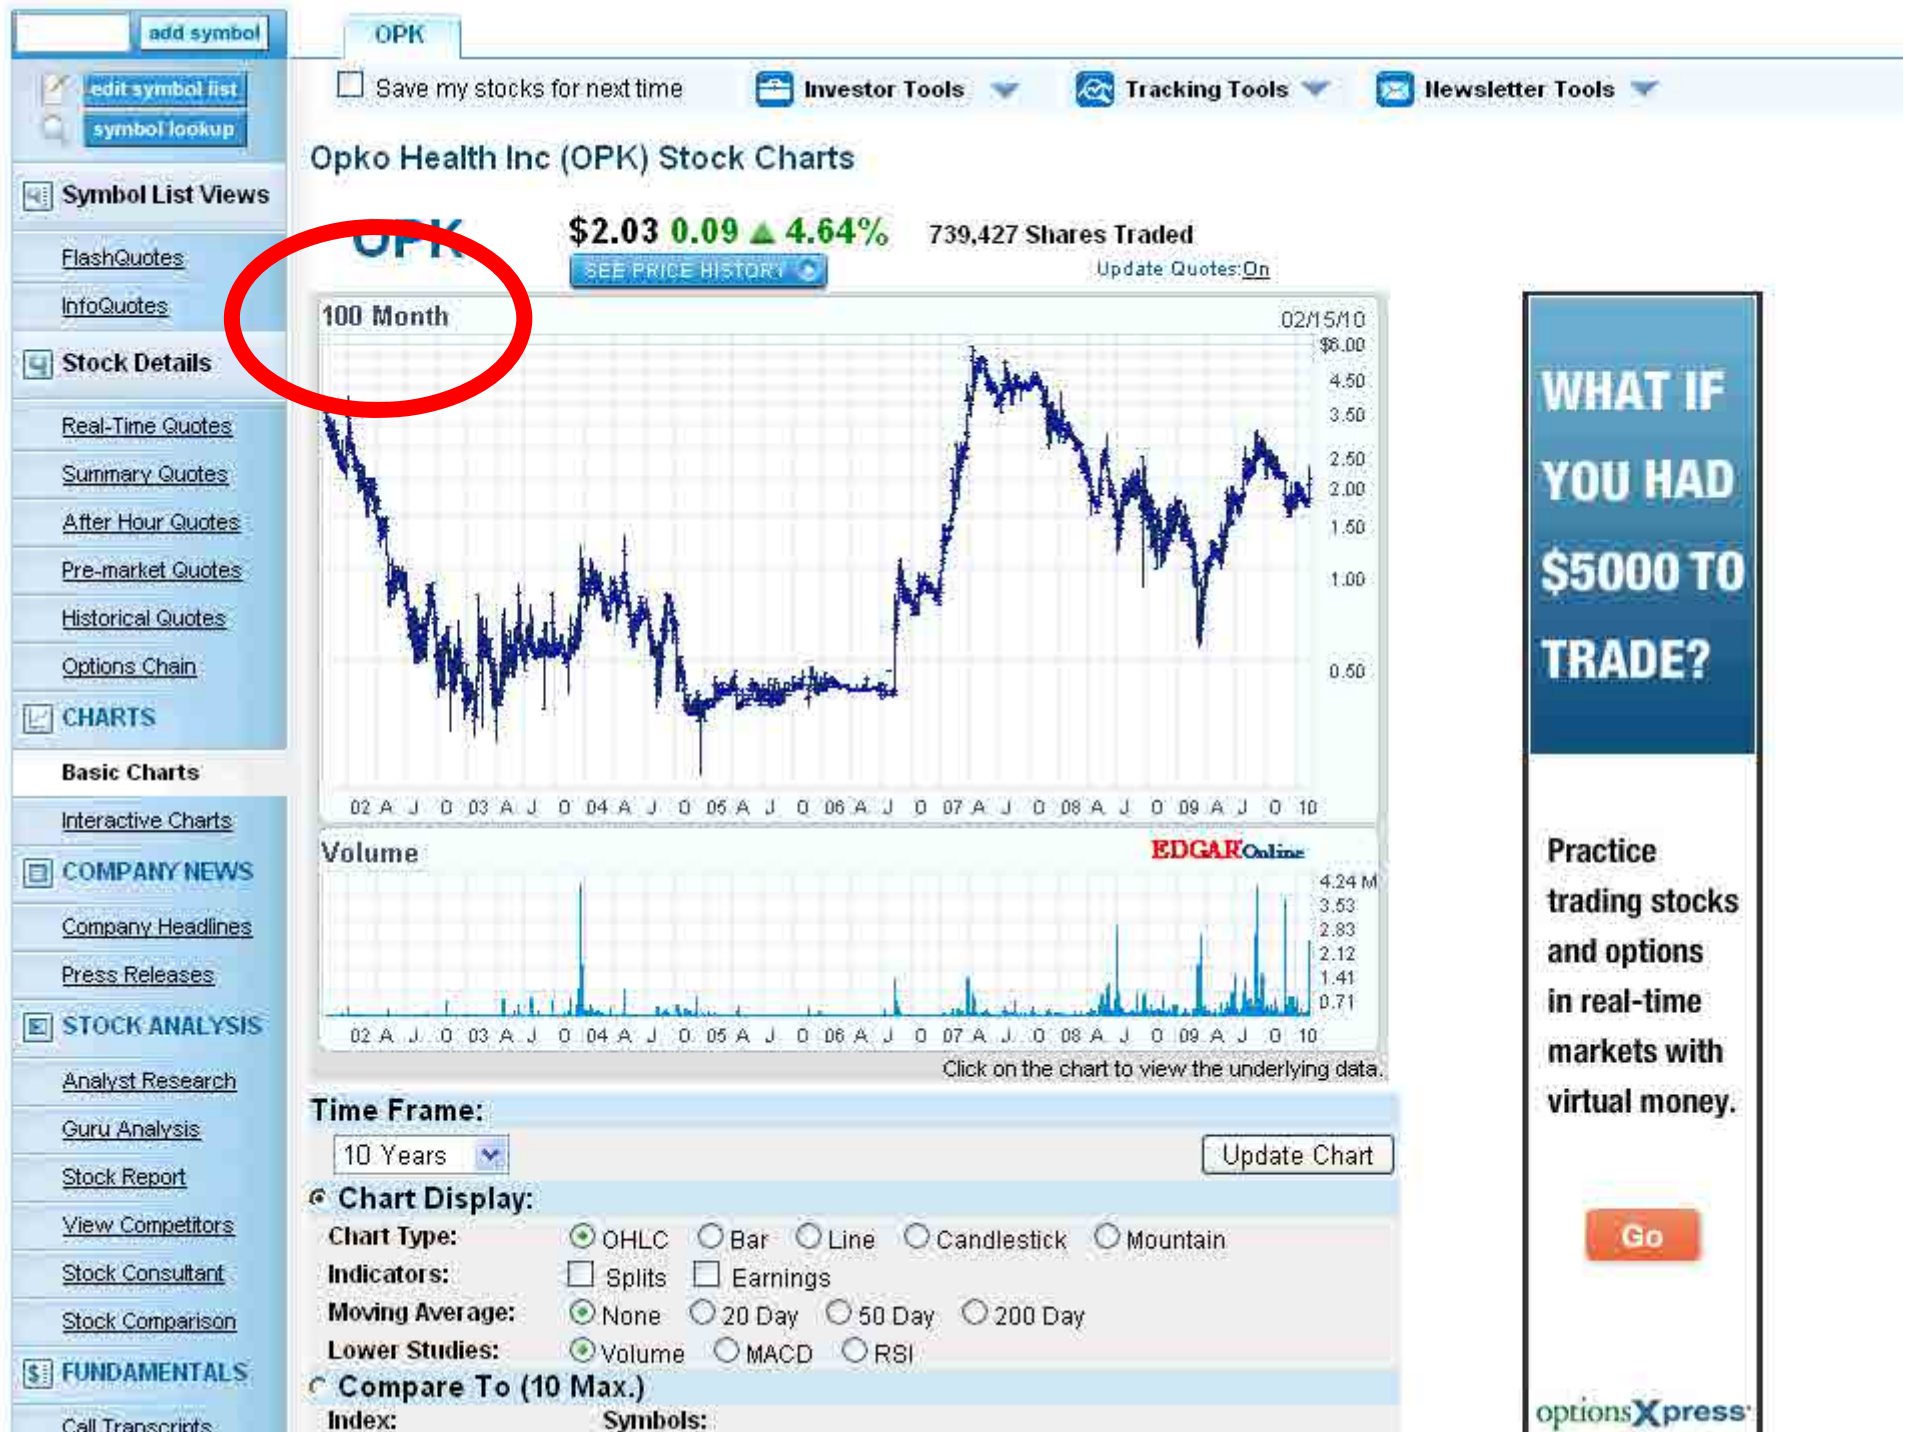 add symbol
edit symbol list
symbol lookup
Symbol List Views
FlashQuotes
InfoQuotes
Stock Details
Real-Time Quotes
Summary Quotes
After Hour Quotes
Pre-market Quotes
Historical Quotes
Options Chain
CHARTS
Basic Charts
Interactive Charts
COMPANY NEWS
Company Headlines
Press Releases
STOCK ANALYSIS
Analyst Research
Guru Analysis
Stock Report
View Competitors
Stock Consultant
Stock Comparison
FUNDAMENTALS
Call Transcripts
OPK
Save my stocks for next time Investor Tools Tracking Tools Newsletter Tools
Opko Health Inc (OPK) Stock Charts
OPK $2.03 0.09 4.64% 739,427 Shares Traded
SEE PRICE HISTORY Update Quotes:On
100 Month 02/15/10
$6.00
4.50
3.50
2.50
2.00
1.50
1.00
0.50
02 A J O 03 A J O 04 A J O 05 A J O 06 A J O 07 A J O 08 A J O 09 A J O 10
Volume EDGAR Online
4.24 M
3.53
2.83
2.12
1.41
0.71
02 A J O 03 A J O 04 A J O 05 A J O 06 A J O 07 A J O 08 A J O 09 A J O 10
Click on the chart to view the underlying data.
Time Frame:
10 Years Update Chart
Chart Display:
Chart Type: OHLC Bar Line Candlestick Mountain
Indicators: Splits Earnings
Moving Average: None 20 Day 50 Day 200 Day
Lower Studies: Volume MACD RSI
Compare To (10 Max.)
Index: Symbols:
WHAT IF
YOU HAD
$5000 TO
TRADE?
Practice
trading stocks
and options
in real-time
markets with
virtual money.
Go
optionsXpress